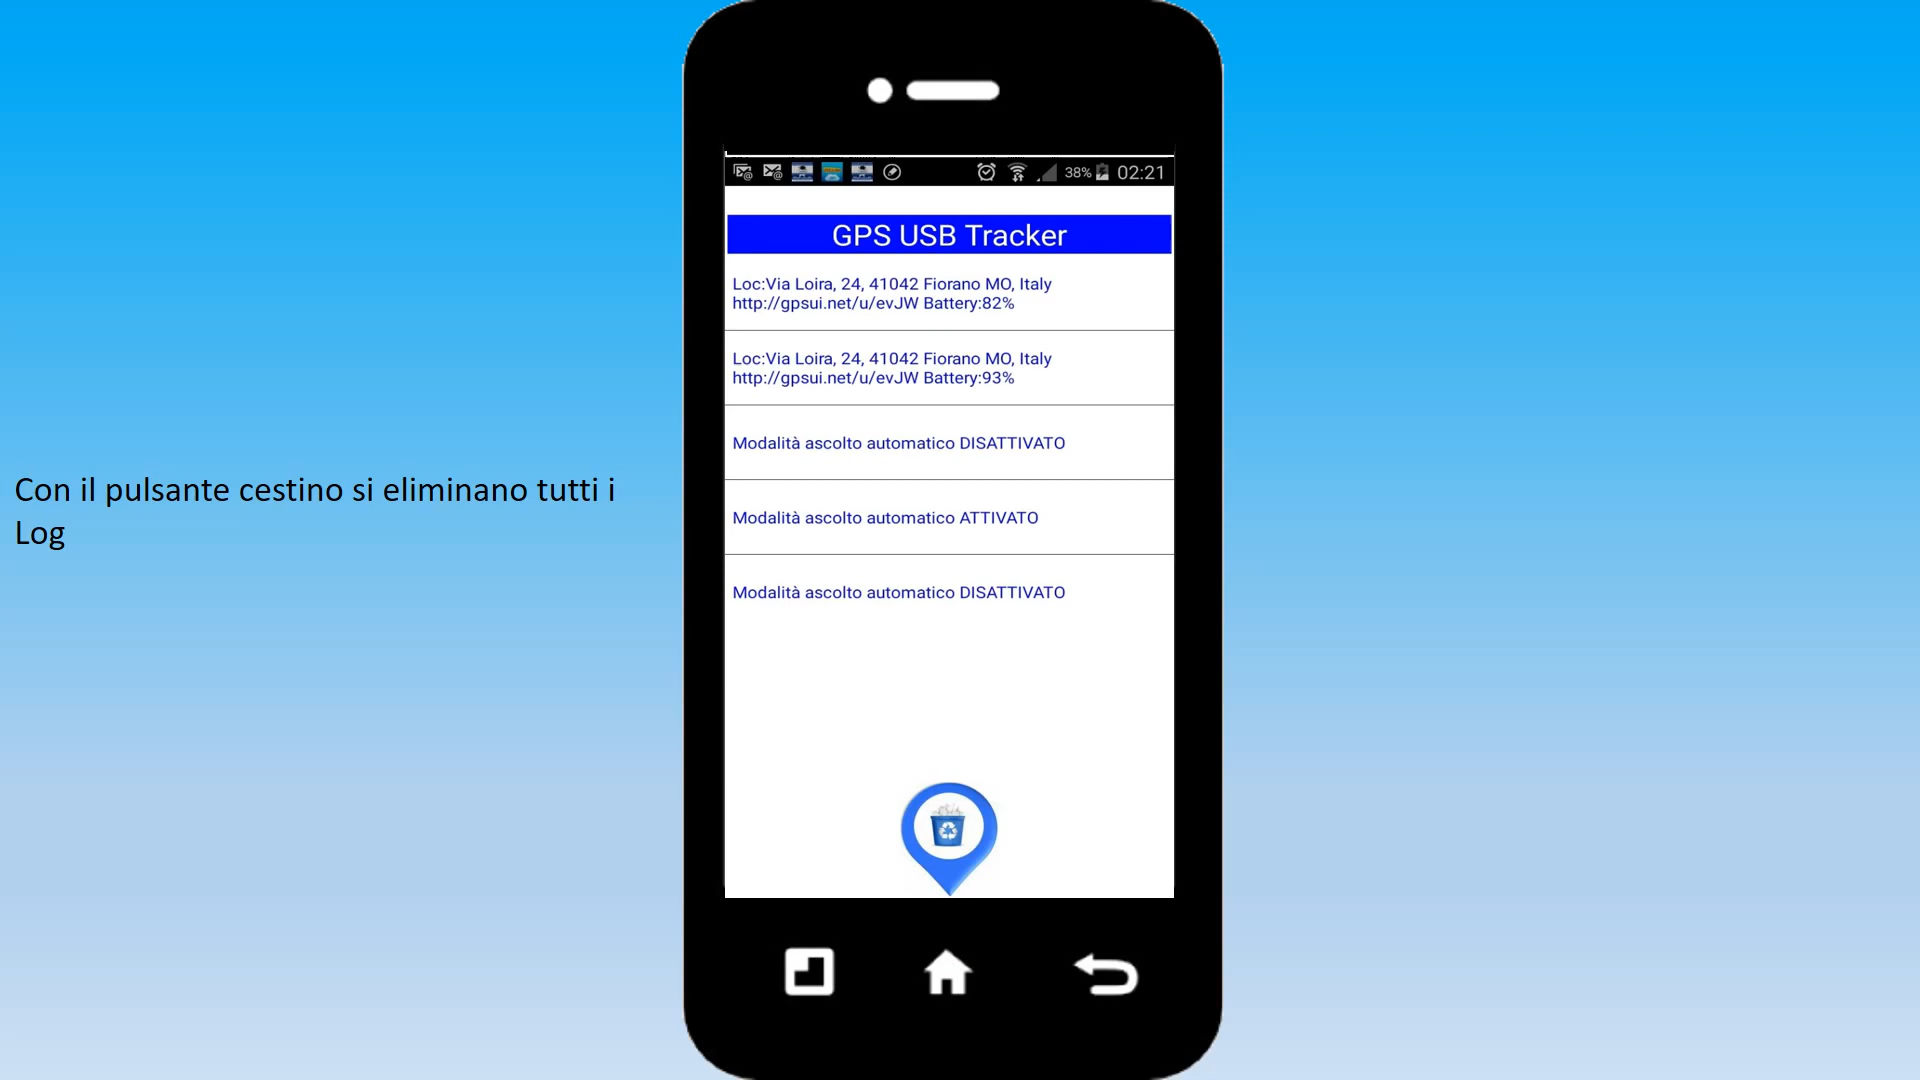 Con il pulsante cestino si eliminano tutti i
Log
38%
02:21
GPS USB Tracker
Loc:Via Loira, 24, 41042 Fiorano MO, Italy
http://gpsui.net/u/evJW Battery:82%
Loc:Via Loira, 24, 41042 Fiorano MO, Italy
http://gpsui.net/u/evJW Battery:93%
Modalità ascolto automatico DISATTIVATO
Modalità ascolto automatico ATTIVATO
Modalità ascolto automatico DISATTIVATO